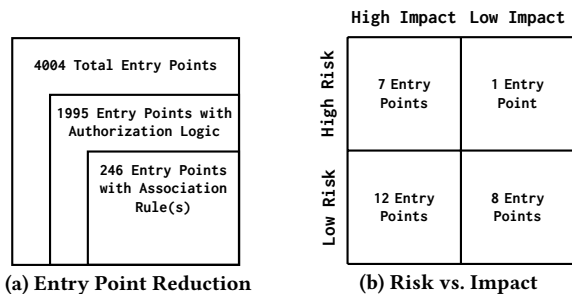 4004 Total Entry Points
1995 Entry Points with
Authorization Logic
246 Entry Points
with Association
Rule(s)
(a) Entry Point Reduction
High Impact Low Impact
High Risk
7 Entry
Points
1 Entry
Point
Low Risk
12 Entry
Points
8 Entry
Points
(b) Risk vs. Impact